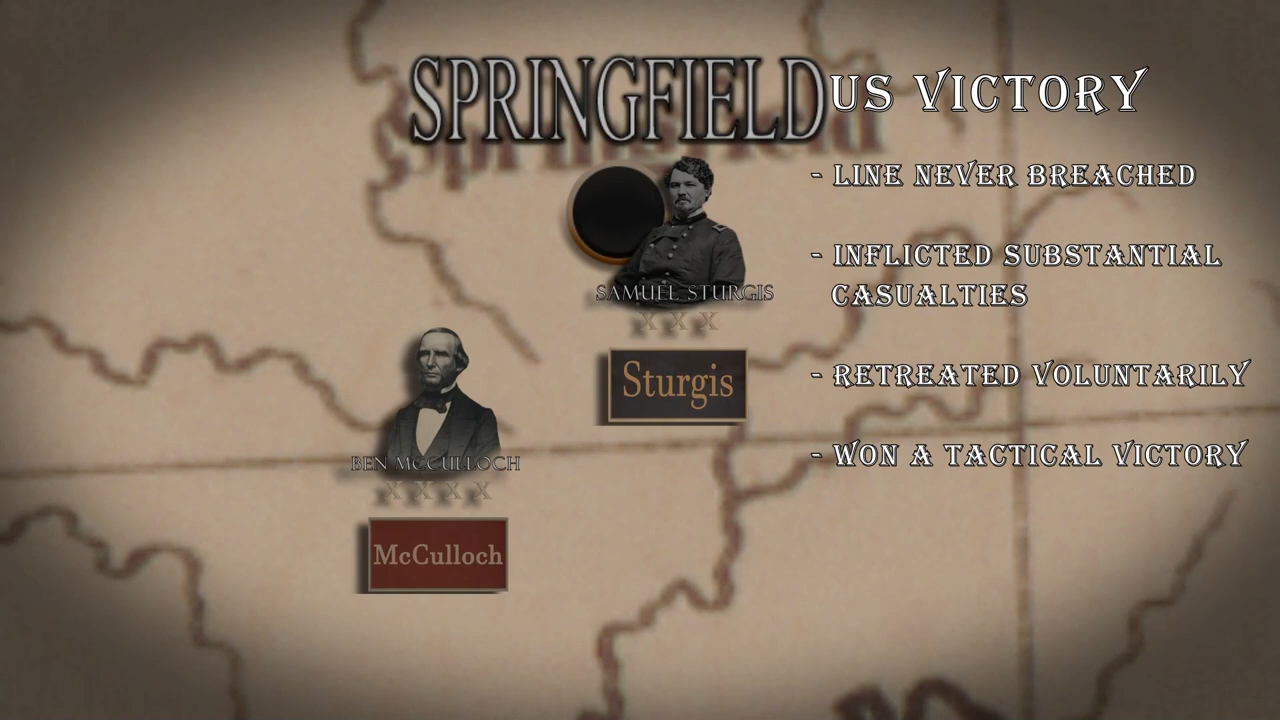 SPRINGFIELD
Springfield
US VICTORY
- LINE NEVER BREACHED
- INFLICTED SUBSTANTIAL
CASUALTIES
- RETREATED VOLUNTARILY
- WON A TACTICAL VICTORY
SAMUEL STURGIS
X X X
Sturgis
BEN MCCULLOCH
X X X X
McCulloch